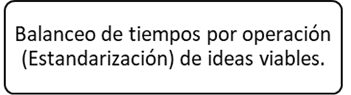 Balanceo de tiempos por operación
(Estandarización) de ideas viables.